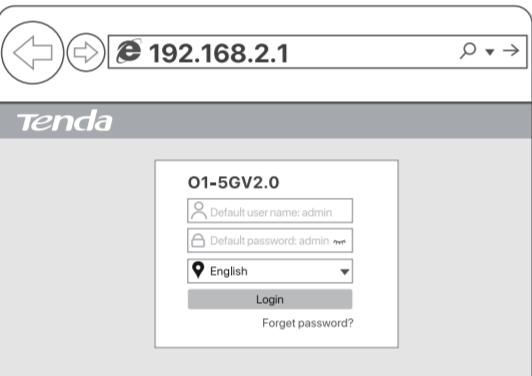 192.168.2.1
Tenda
O1-5GV2.0
Default user name: admin
Default password: admin
English
Login
Forget password?